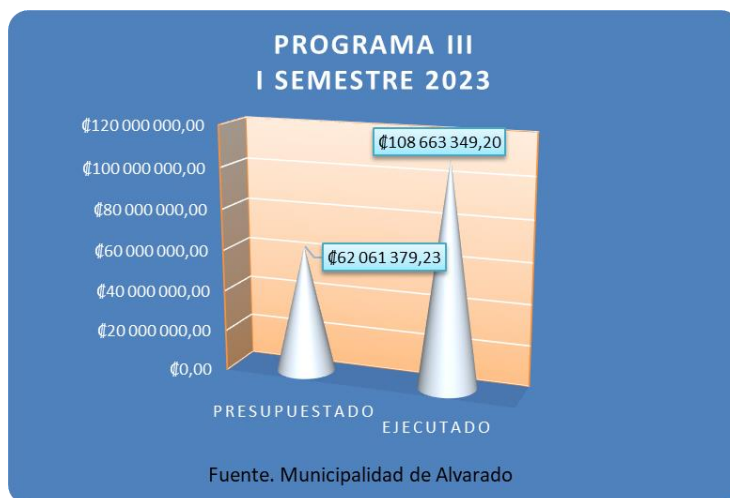 PROGRAMA III
I SEMESTRE 2023
₡120 000 000,00
₡100 000 000,00
₡80 000 000,00
₡60 000 000,00
₡40 000 000,00
₡20 000 000,00
₡0,00
₡108 663 349,20
₡62 061 379,23
PRESUPUESTADO
EJECUTADO
Fuente. Municipalidad de Alvarado